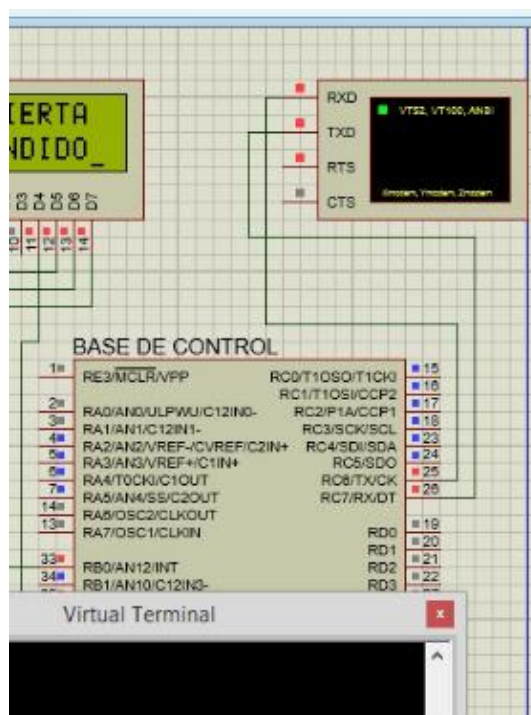 IERTA
NDIDO_
D3
D4
D5
D6
D7
10
11
12
13
14
RXD
TXD
RTS
CTS
VT52, VT100, ANSI
Xmodem, Ymodem, Zmodem
BASE DE CONTROL
1 RE3/MCLR/VPP
2 RA0/AN0/ULPWU/C12IN0-
3 RA1/AN1/C12IN1-
4 RA2/AN2/VREF-/CVREF/C2IN+
5 RA3/AN3/VREF+/C1IN+
6 RA4/T0CKI/C1OUT
7 RA5/AN4/SS/C2OUT
14 RA6/OSC2/CLKOUT
13 RA7/OSC1/CLKIN
33 RB0/AN12/INT
34 RB1/AN10/C12IN3-
RC0/T1OSO/T1CKI 15
RC1/T1OSI/CCP2 16
RC2/P1A/CCP1 17
RC3/SCK/SCL 18
RC4/SDI/SDA 23
RC5/SDO 24
RC6/TX/CK 25
RC7/RX/DT 26
RD0 19
RD1 20
RD2 21
RD3 22
Virtual Terminal
x